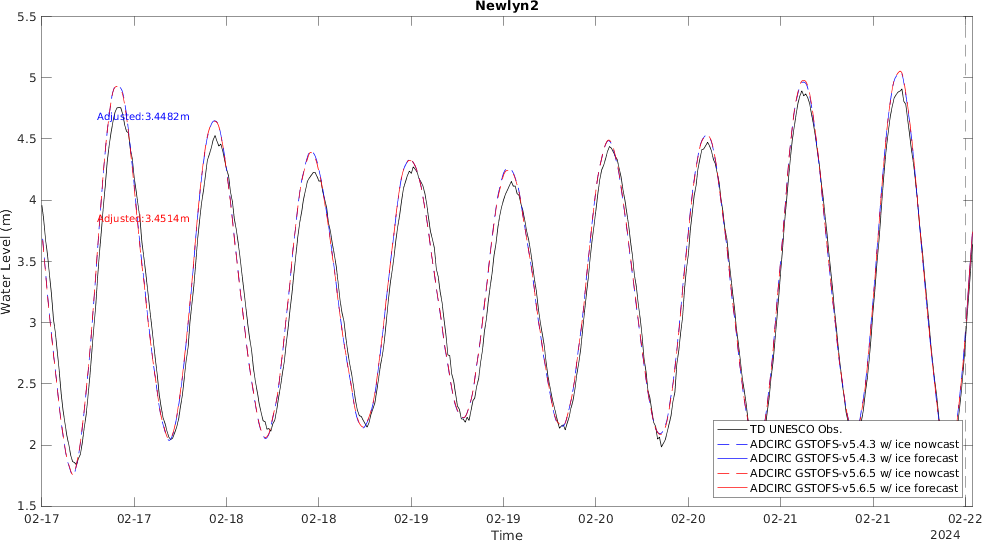 Newlyn2
5.5
5
4.5
4
3.5
3
2.5
2
1.5
Water Level (m)
Adjusted:3.4482m
Adjusted:3.4514m
TD UNESCO Obs.
ADCIRC GSTOFS-v5.4.3 w/ ice nowcast
ADCIRC GSTOFS-v5.4.3 w/ ice forecast
ADCIRC GSTOFS-v5.6.5 w/ ice nowcast
ADCIRC GSTOFS-v5.6.5 w/ ice forecast
02-17 02-17 02-18 02-18 02-19 02-19 02-20 02-20 02-21 02-21 02-22
Time
2024